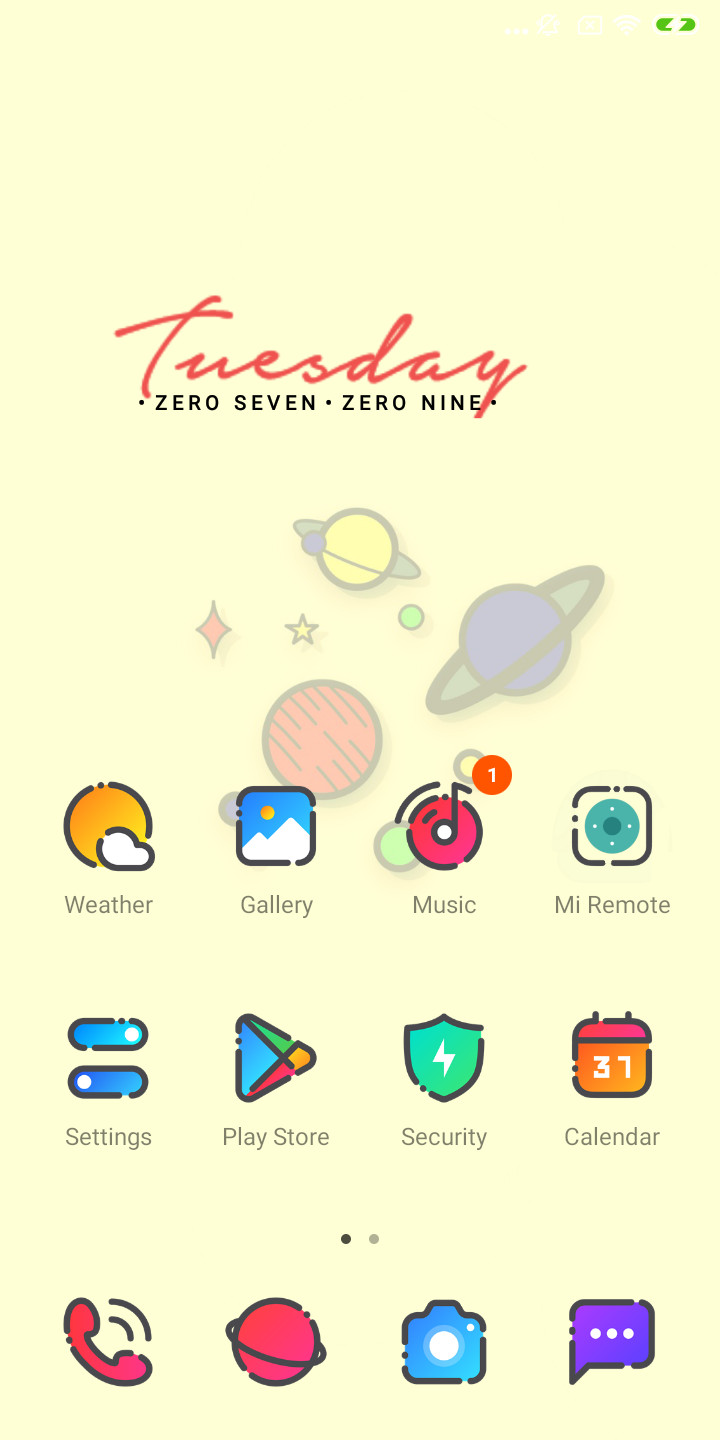 Tuesday
• ZERO SEVEN • ZERO NINE •
1
Weather Gallery Music Mi Remote
31
Settings Play Store Security Calendar